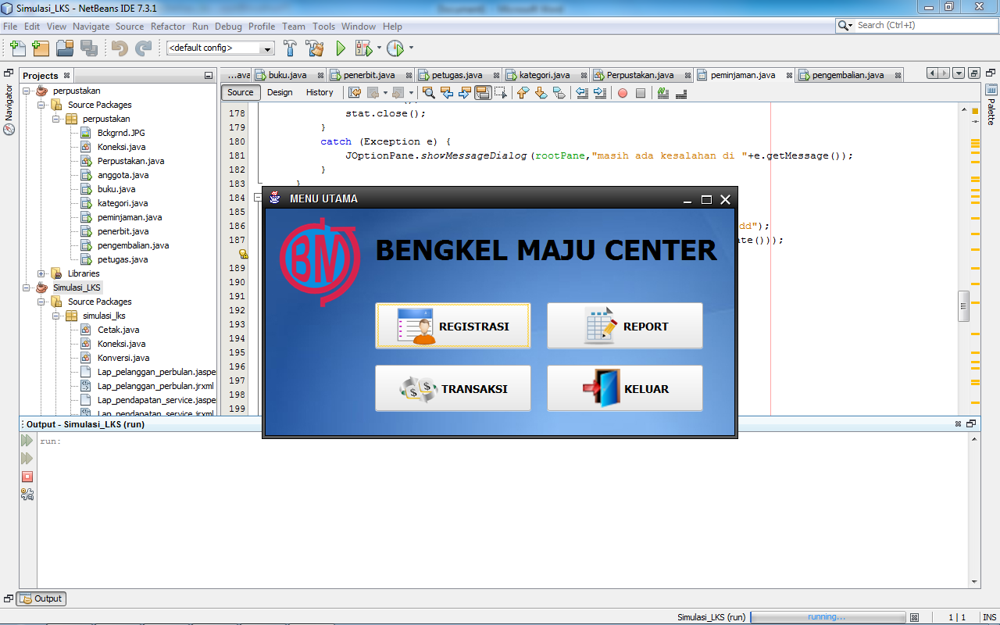 Simulasi_LKS - NetBeans IDE 7.3.1
File Edit View Navigate Source Refactor Run Debug Profile Team Tools Window Help
Search (Ctrl+I)
<default config>
Projects
Navigator
perpustakan
Source Packages
perpustakan
Bckgrnd.JPG
Koneksi.java
Perpustakan.java
anggota.java
buku.java
kategori.java
peminjaman.java
penerbit.java
pengembalian.java
petugas.java
Libraries
Simulasi_LKS
Source Packages
simulasi_lks
Cetak.java
Koneksi.java
Konversi.java
Lap_pelanggan_perbulan.jaspe
Lap_pelanggan_perbulan.jrxml
Lap_pendapatan_service.jaspe
Lap_pendapatan_service.jrxml
...ava buku.java penerbit.java petugas.java kategori.java Perpustakan.java peminjaman.java pengembalian.java
Source Design History
Palette
178 stat.close();
179 }
180 catch (Exception e) {
181 JOptionPane.showMessageDialog(rootPane,"masih ada kesalahan di "+e.getMessage());
182 }
183 }
184
185
186 dd");
187 ate()));
189
190
191
192
193
194
195
196
197
198
199
MENU UTAMA
BM
BENGKEL MAJU CENTER
REGISTRASI
REPORT
TRANSAKSI
KELUAR
Output - Simulasi_LKS (run)
run:
Output
Simulasi_LKS (run) running... 1 | 1 INS